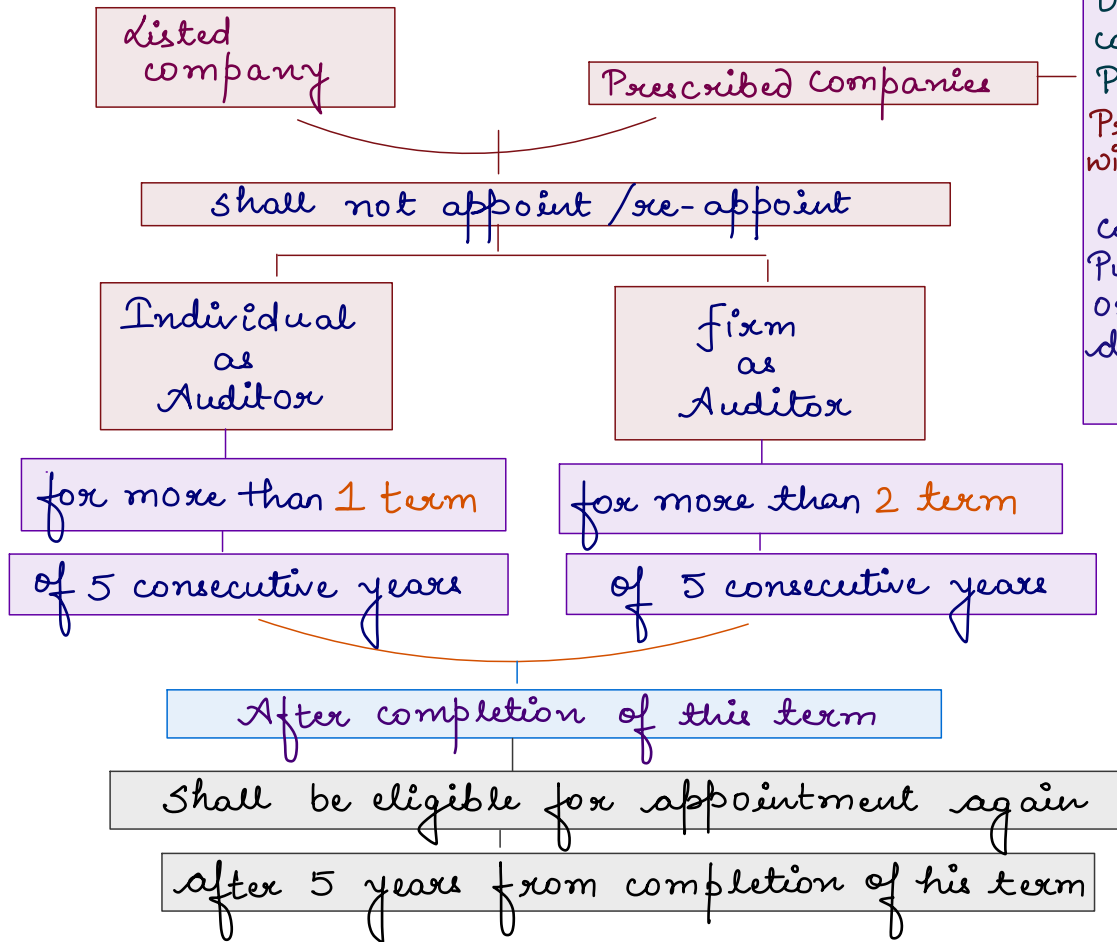 Listed
company
Prescribed companies
shall not appoint /re-appoint
Individual
as
Auditor
firm
as
Auditor
for more than 1 term
for more than 2 term
of 5 consecutive years
of 5 consecutive years
After completion of this term
shall be eligible for appointment again
after 5 years from completion of his term